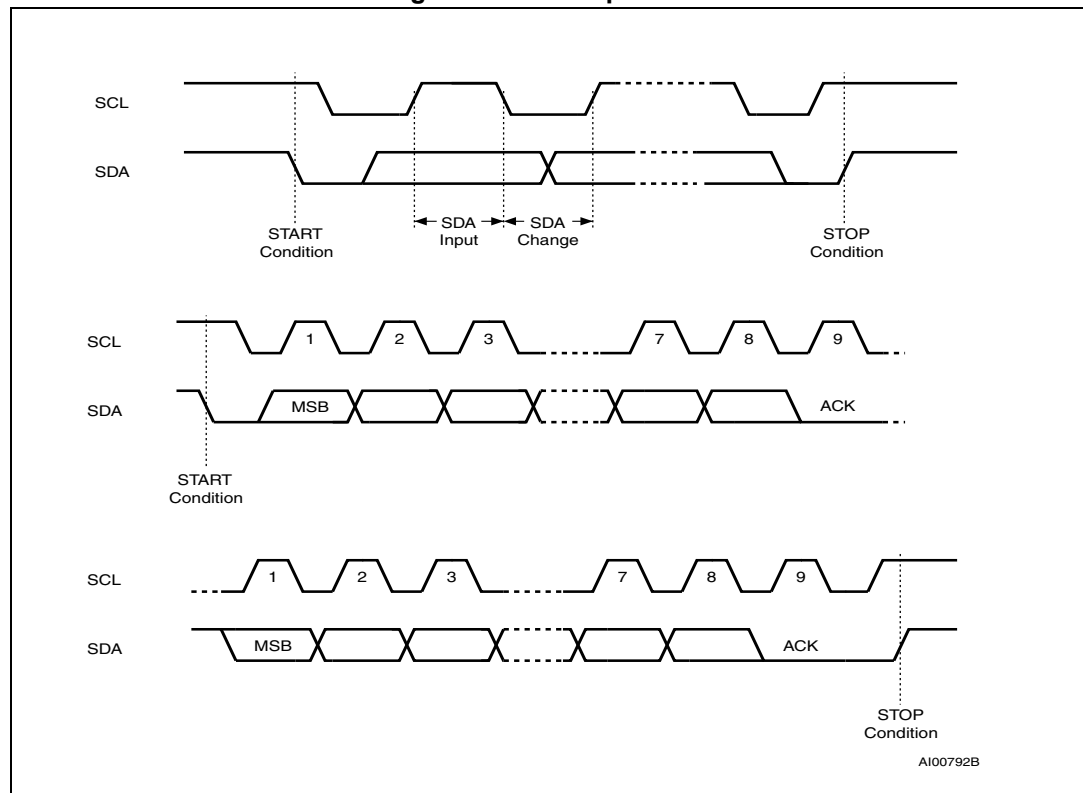 SCL
SDA
START
Condition
SDA
Input
SDA
Change
STOP
Condition
SCL
1 2 3 7 8 9
SDA
MSB
ACK
START
Condition
SCL
1 2 3 7 8 9
SDA
MSB
ACK
STOP
Condition
AI00792B